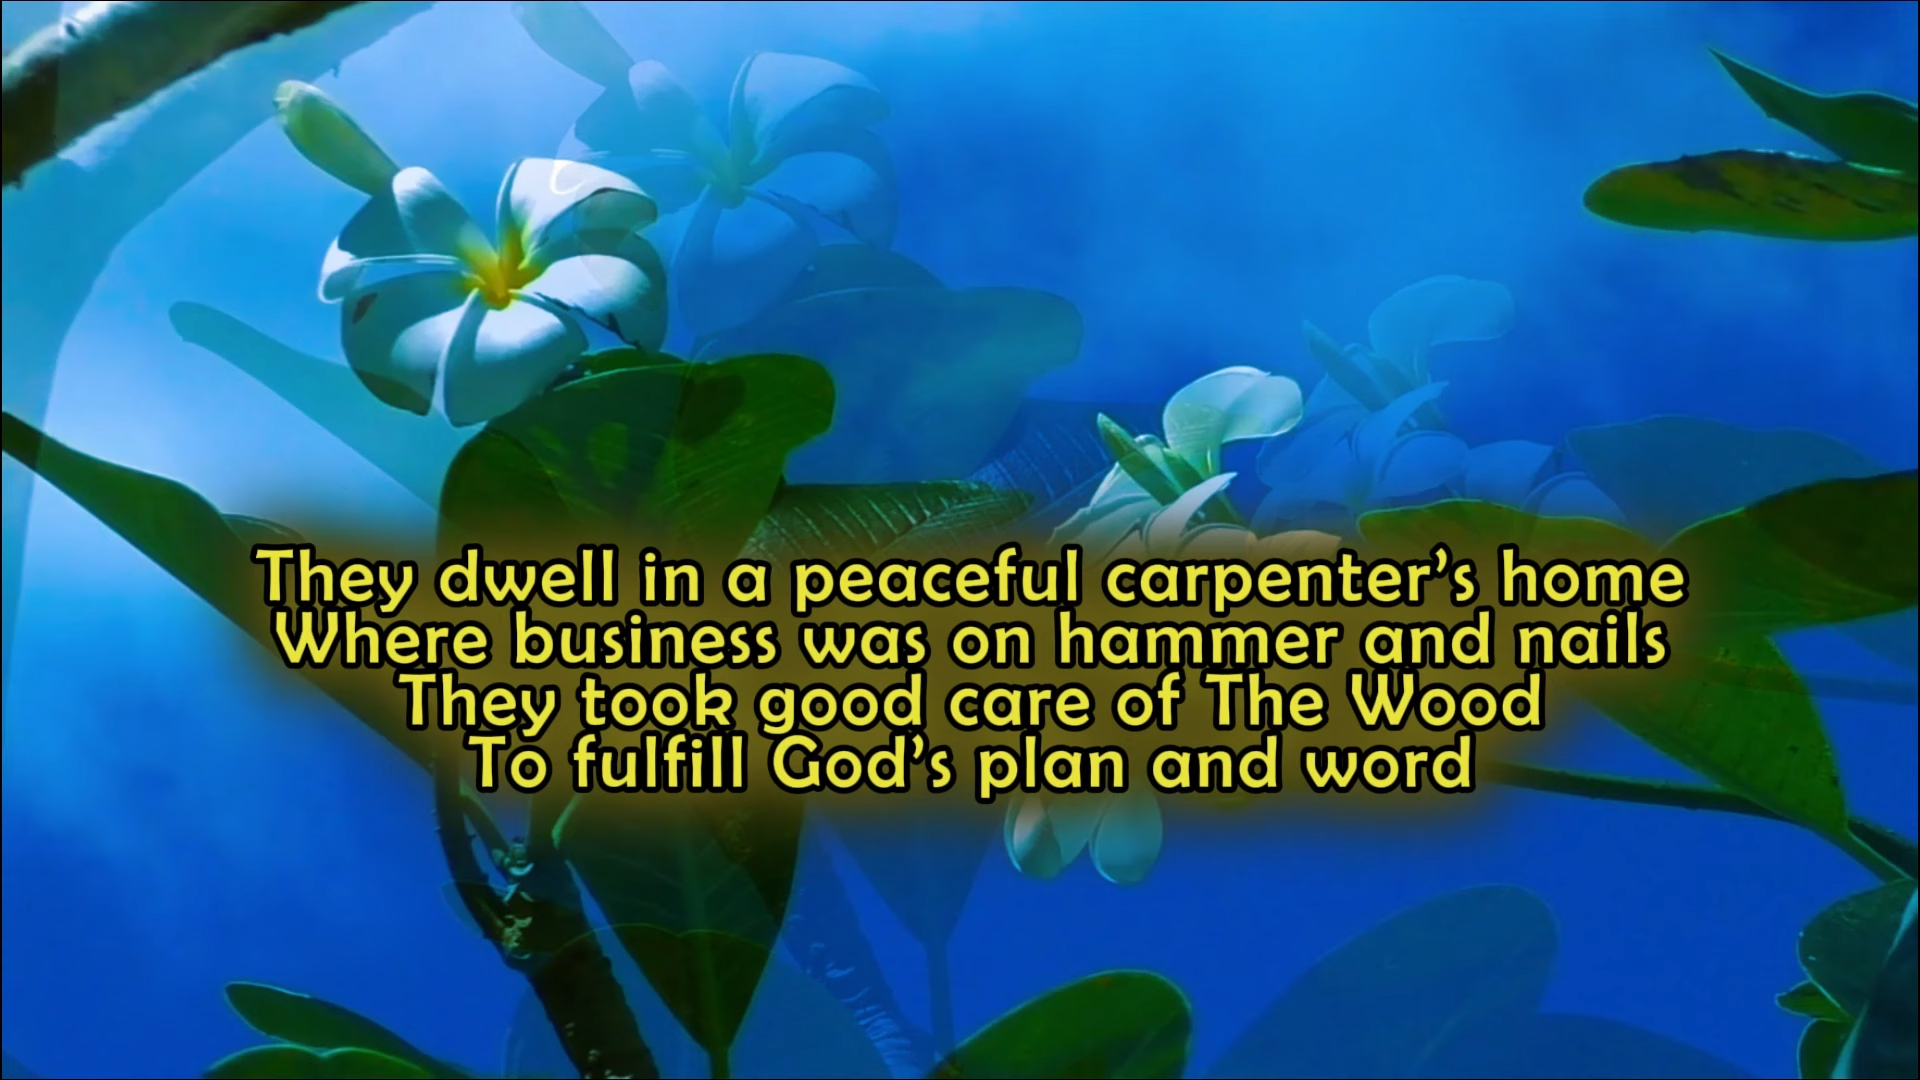 They dwell in a peaceful carpenter’s home
Where business was on hammer and nails
They took good care of The Wood
To fulfill God’s plan and word